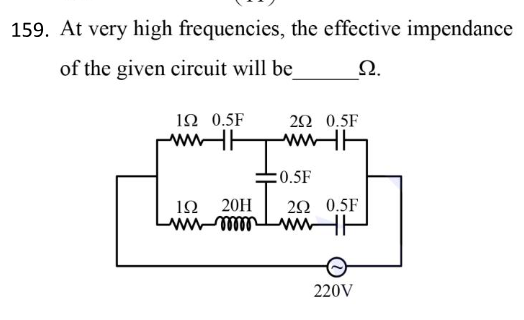 159. At very high frequencies, the effective impendance
of the given circuit will be_______Ω.
1Ω 0.5F 2Ω 0.5F
0.5F
1Ω 20H 2Ω 0.5F
220V